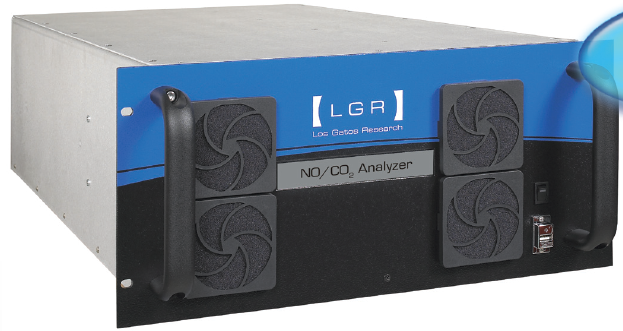 [LGR]
Los Gatos Research
NO/CO₂ Analyzer